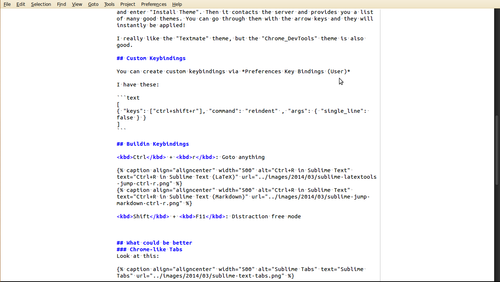 File Edit Selection Find View Goto Tools Project Preferences Help
and enter "Install Theme". Then it contacts the server and provides you a list
of many good themes. You can go through them with the arrow keys and they will
instantly be applied!
I really like the "Textmate" theme, but the "Chrome_DevTools" theme is also
good.
## Custom Keybindings
You can create custom keybindings via *Preferences Key Bindings (User)*
I have these:
```text
[
{ "keys": ["ctrl+shift+r"], "command": "reindent" , "args": { "single_line":
false } }
]
```
## Buildin Keybindings
<kbd>Ctrl</kbd> + <kbd>r</kbd>: Goto anything
{% caption align="aligncenter" width="500" alt="Ctrl+R in Sublime Text"
text="Ctrl+R in Sublime Text (LaTeX)" url="../images/2014/03/sublime-latextools
-jump-ctrl-r.png" %}
{% caption align="aligncenter" width="500" alt="Ctrl+R in Sublime Text"
text="Ctrl+R in Sublime Text (Markdown)" url="../images/2014/03/sublime-jump-
markdown-ctrl-r.png" %}
<kbd>Shift</kbd> + <kbd>F11</kbd>: Distraction free mode
## What could be better
### Chrome-like Tabs
Look at this:
{% caption align="aligncenter" width="500" alt="Sublime Tabs" text="Sublime
Tabs" url="../images/2014/03/sublime-text-tabs.png" %}